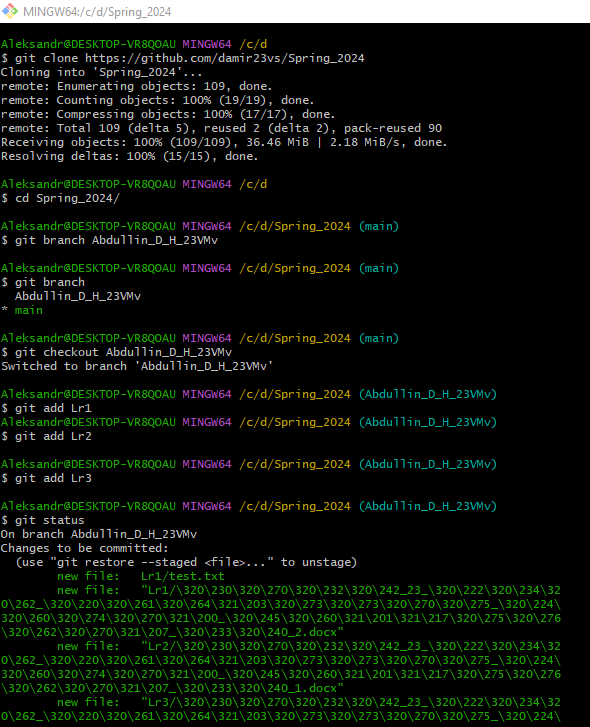 MINGW64:/c/d/Spring_2024
Aleksandr@DESKTOP-VR8QOAU MINGW64 /c/d
$ git clone https://github.com/damir23vs/Spring_2024
Cloning into 'Spring_2024'...
remote: Enumerating objects: 109, done.
remote: Counting objects: 100% (19/19), done.
remote: Compressing objects: 100% (17/17), done.
remote: Total 109 (delta 5), reused 2 (delta 2), pack-reused 90
Receiving objects: 100% (109/109), 36.46 MiB | 2.18 MiB/s, done.
Resolving deltas: 100% (15/15), done.
Aleksandr@DESKTOP-VR8QOAU MINGW64 /c/d
$ cd Spring_2024/
Aleksandr@DESKTOP-VR8QOAU MINGW64 /c/d/Spring_2024 (main)
$ git branch Abdullin_D_H_23VMv
Aleksandr@DESKTOP-VR8QOAU MINGW64 /c/d/Spring_2024 (main)
$ git branch
Abdullin_D_H_23VMv
* main
Aleksandr@DESKTOP-VR8QOAU MINGW64 /c/d/Spring_2024 (main)
$ git checkout Abdullin_D_H_23VMv
Switched to branch 'Abdullin_D_H_23VMv'
Aleksandr@DESKTOP-VR8QOAU MINGW64 /c/d/Spring_2024 (Abdullin_D_H_23VMv)
$ git add Lr1
Aleksandr@DESKTOP-VR8QOAU MINGW64 /c/d/Spring_2024 (Abdullin_D_H_23VMv)
$ git add Lr2
Aleksandr@DESKTOP-VR8QOAU MINGW64 /c/d/Spring_2024 (Abdullin_D_H_23VMv)
$ git add Lr3
Aleksandr@DESKTOP-VR8QOAU MINGW64 /c/d/Spring_2024 (Abdullin_D_H_23VMv)
$ git status
On branch Abdullin_D_H_23VMv
Changes to be committed:
(use "git restore --staged <file>..." to unstage)
new file:   Lr1/test.txt
new file:   "Lr1/\320\230\320\270\320\232\320\242_23_\320\222\320\234\32
0\262_\320\220\320\261\320\264\321\203\320\273\320\273\320\270\320\275_\320\224\
320\260\320\274\320\270\321\200_\320\245\320\260\321\201\321\217\320\275\320\276
\320\262\320\270\321\207_\320\233\320\240_2.docx"
new file:   "Lr2/\320\230\320\270\320\232\320\242_23_\320\222\320\234\32
0\262_\320\220\320\261\320\264\321\203\320\273\320\273\320\270\320\275_\320\224\
320\260\320\274\320\270\321\200_\320\245\320\260\321\201\321\217\320\275\320\276
\320\262\320\270\321\207_\320\233\320\240_1.docx"
new file:   "Lr3/\320\230\320\270\320\232\320\242_23_\320\222\320\234\32
0\262_\320\220\320\261\320\264\321\203\320\273\320\273\320\270\320\275_\320\224\